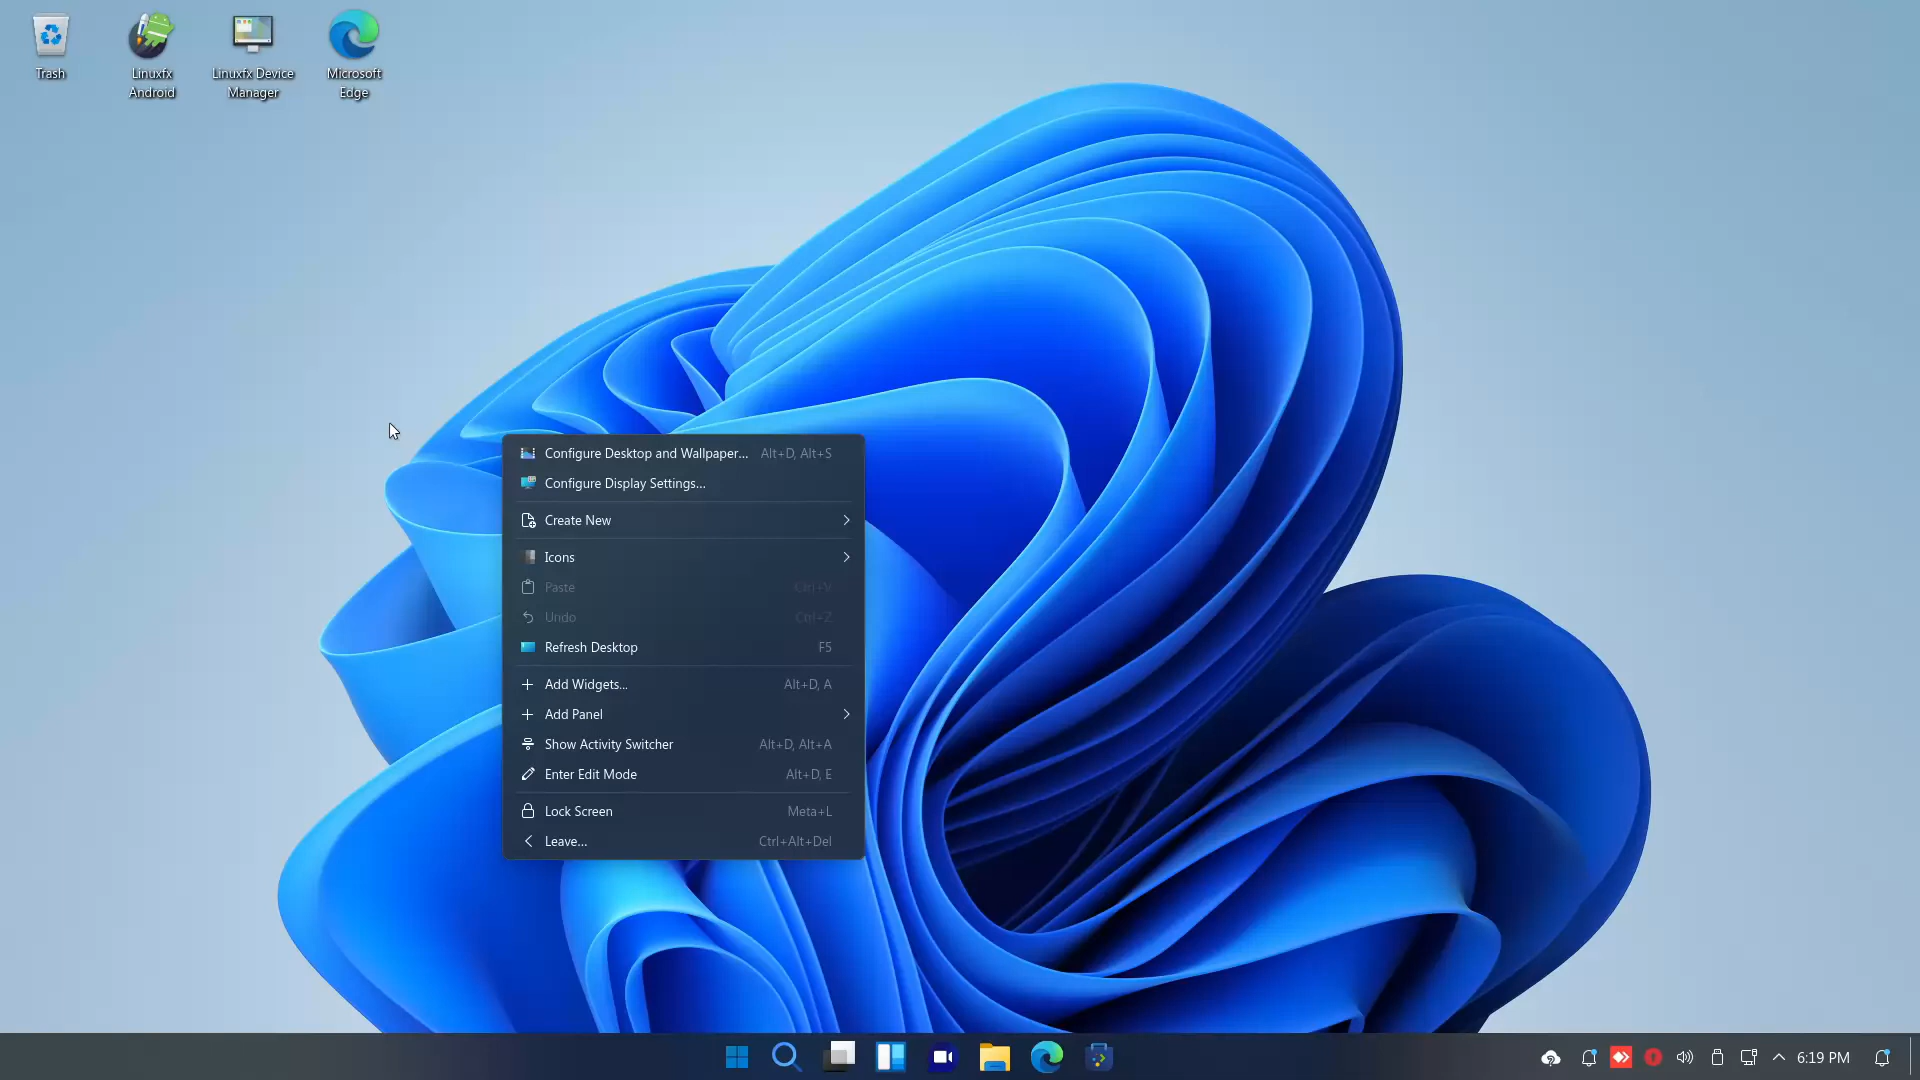 Trash
Linuxfx
Android
Linuxfx Device
Manager
Microsoft
Edge
Configure Desktop and Wallpaper... Alt+D, Alt+S
Configure Display Settings...
Create New
Icons
Paste Ctrl+V
Undo Ctrl+Z
Refresh Desktop F5
Add Widgets... Alt+D, A
Add Panel
Show Activity Switcher Alt+D, Alt+A
Enter Edit Mode Alt+D, E
Lock Screen Meta+L
Leave... Ctrl+Alt+Del
6:19 PM